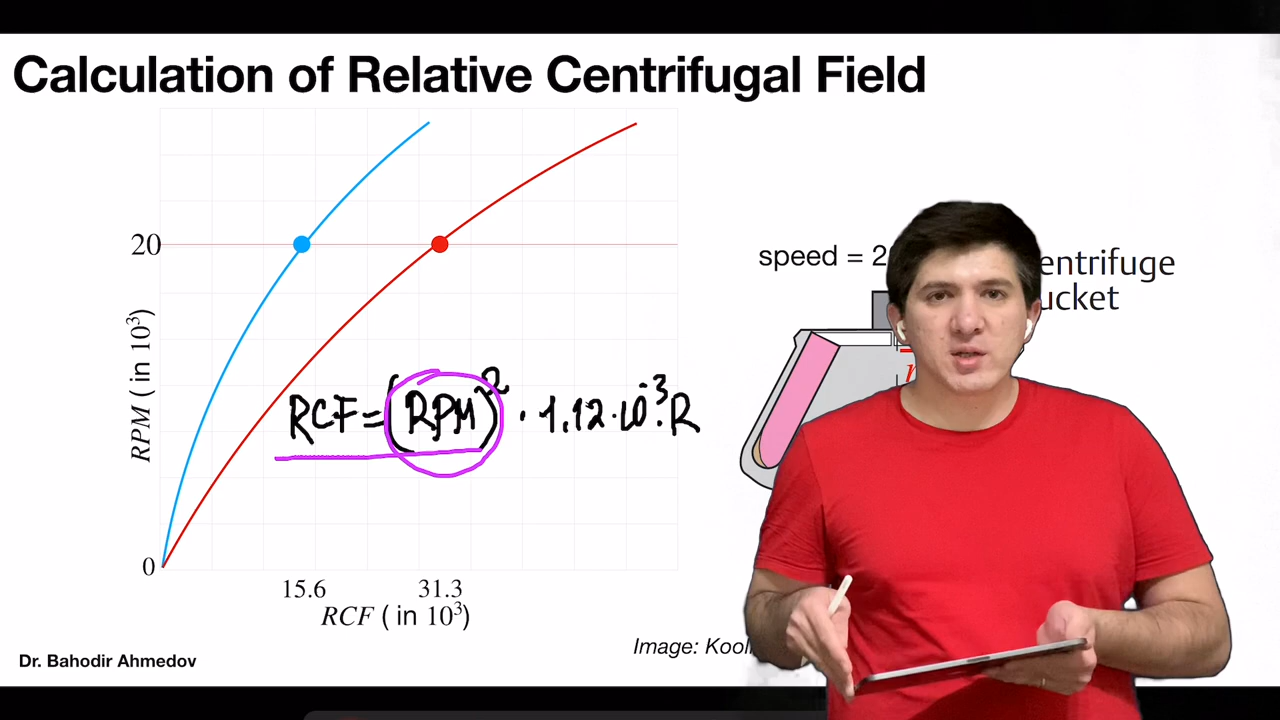 Calculation of Relative Centrifugal Field
20
RPM ( in 10³)
0
15.6
31.3
RCF ( in 10³)
RCF = (RPM)² · 1.12 · 10⁻³ · R
speed = 2
entrifuge
ucket
r
Image: Kool
Dr. Bahodir Ahmedov